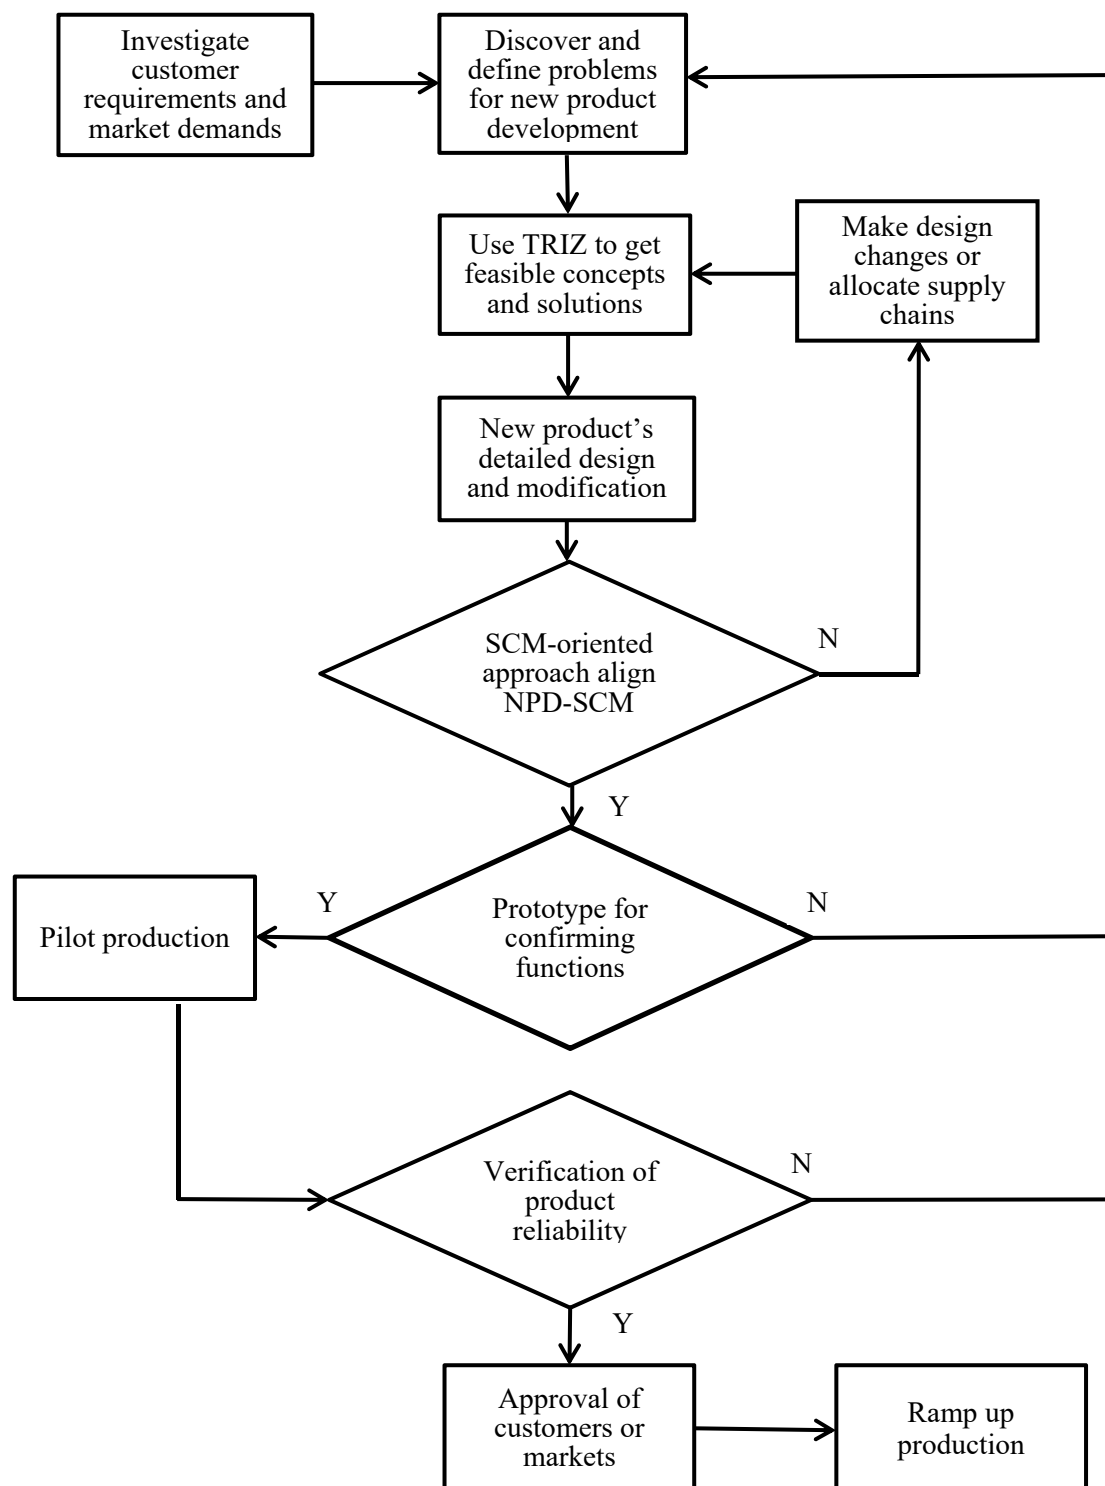 Investigate
customer
requirements and
market demands
Discover and
define problems
for new product
development
Use TRIZ to get
feasible concepts
and solutions
Make design
changes or
allocate supply
chains
New product’s
detailed design
and modification
SCM-oriented
approach align
NPD-SCM
N
Y
Prototype for
confirming
functions
Y
N
Pilot production
Verification of
product
reliability
N
Y
Approval of
customers or
markets
Ramp up
production